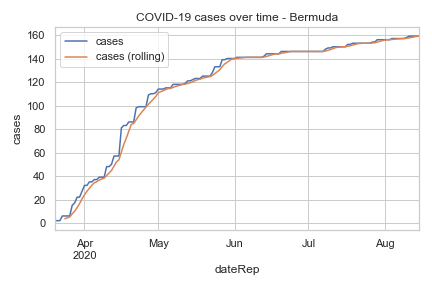 COVID-19 cases over time - Bermuda
cases
cases (rolling)
160
140
120
100
80
60
40
20
0
cases
Apr
2020
May
Jun
Jul
Aug
dateRep